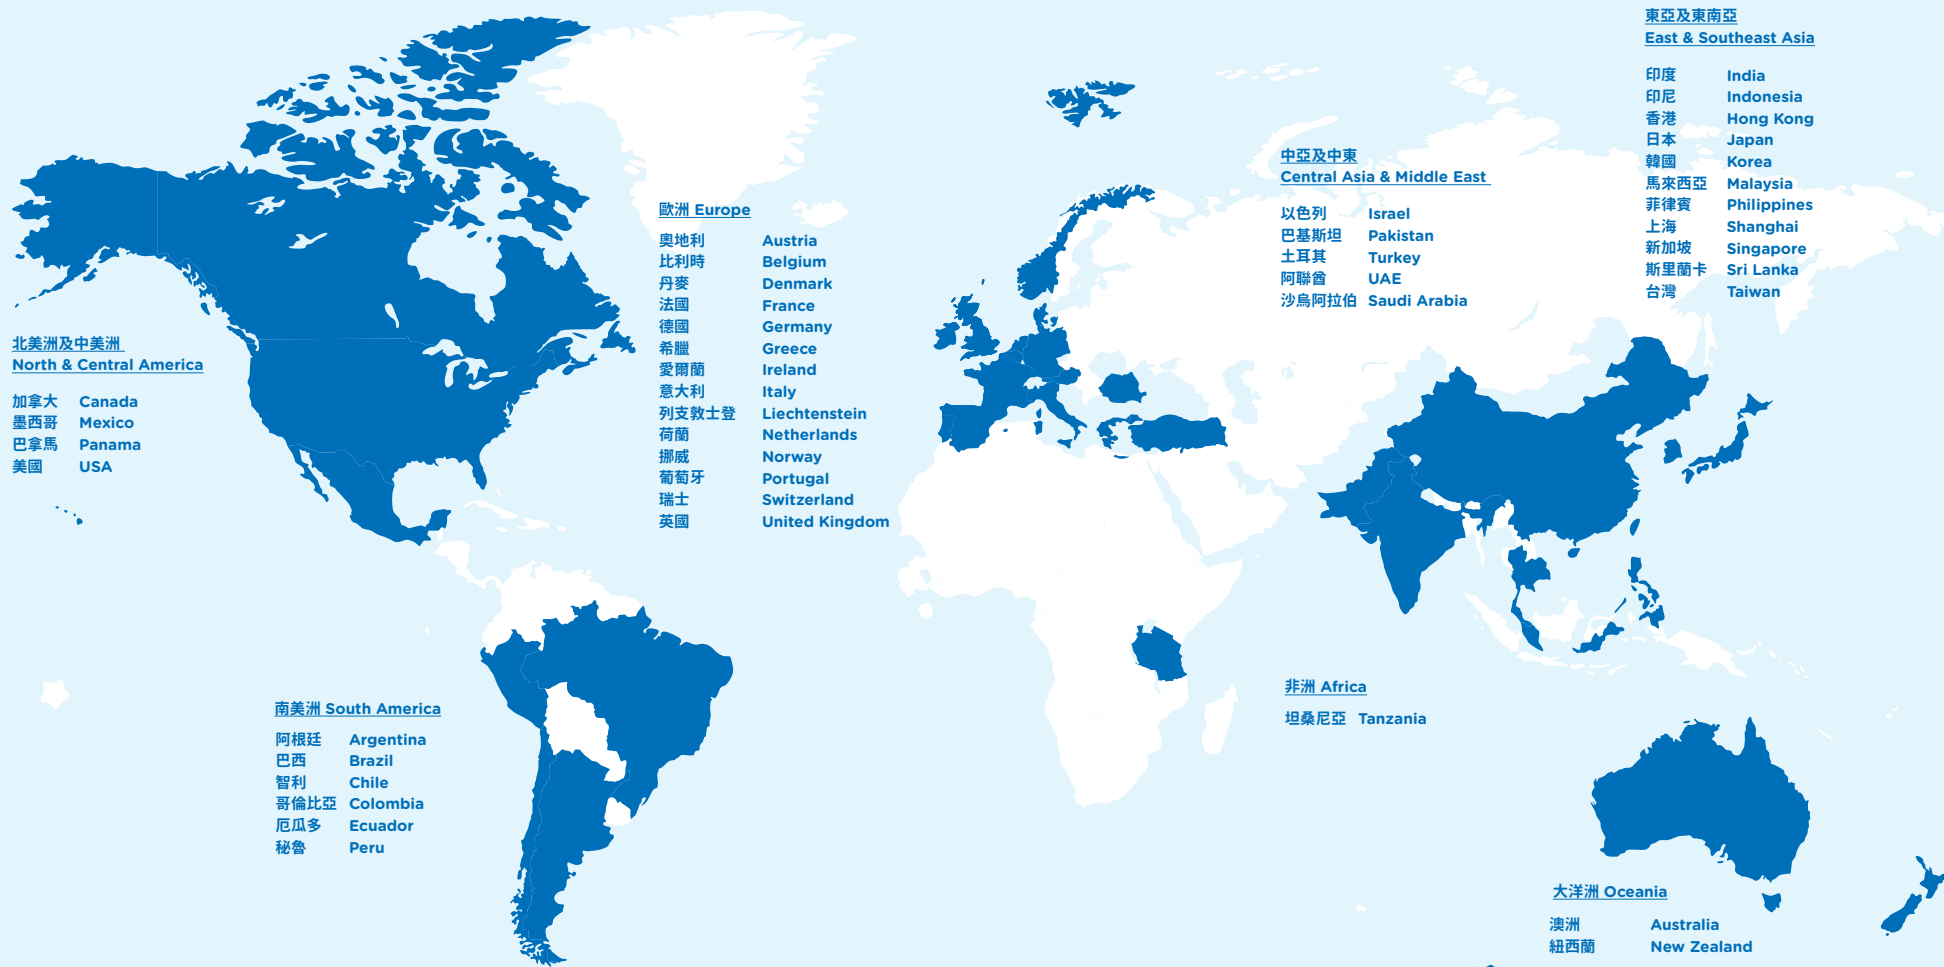 北美洲及中美洲
North & Central America
加拿大 Canada
墨西哥 Mexico
巴拿馬 Panama
美國 USA
南美洲 South America
阿根廷 Argentina
巴西 Brazil
智利 Chile
哥倫比亞 Colombia
厄瓜多 Ecuador
秘魯 Peru
歐洲 Europe
奧地利 Austria
比利時 Belgium
丹麥 Denmark
法國 France
德國 Germany
希臘 Greece
愛爾蘭 Ireland
意大利 Italy
列支敦士登 Liechtenstein
荷蘭 Netherlands
挪威 Norway
葡萄牙 Portugal
瑞士 Switzerland
英國 United Kingdom
中亞及中東
Central Asia & Middle East
以色列 Israel
巴基斯坦 Pakistan
土耳其 Turkey
阿聯酋 UAE
沙烏阿拉伯 Saudi Arabia
東亞及東南亞
East & Southeast Asia
印度 India
印尼 Indonesia
香港 Hong Kong
日本 Japan
韓國 Korea
馬來西亞 Malaysia
菲律賓 Philippines
上海 Shanghai
新加坡 Singapore
斯里蘭卡 Sri Lanka
台灣 Taiwan
非洲 Africa
坦桑尼亞 Tanzania
大洋洲 Oceania
澳洲 Australia
紐西蘭 New Zealand